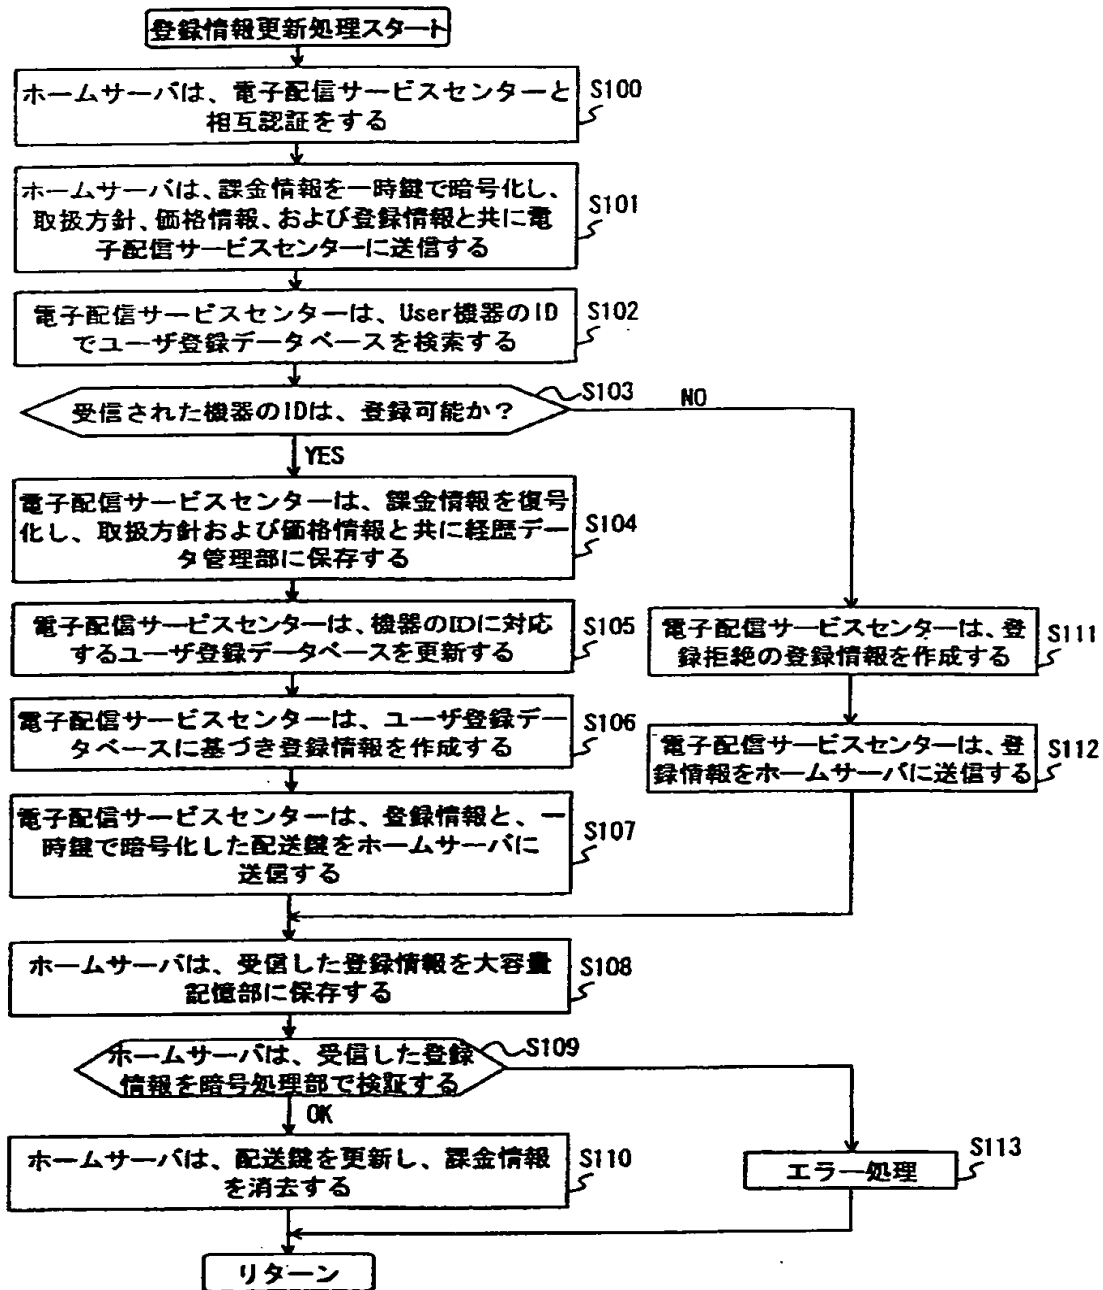 登録情報更新処理スタート
ホームサーバは、電子配信サービスセンターと
相互認証をする
S100
ホームサーバは、課金情報を一時鍵で暗号化し、
取扱方針、価格情報、および登録情報と共に電
子配信サービスセンターに送信する
S101
電子配信サービスセンターは、User機器のID
でユーザ登録データベースを検索する
S102
受信された機器のIDは、登録可能か？
S103
NO
YES
電子配信サービスセンターは、課金情報を復号
化し、取扱方針および価格情報と共に経歴デー
タ管理部に保存する
S104
電子配信サービスセンターは、機器のIDに対応
するユーザ登録データベースを更新する
S105
電子配信サービスセンターは、登
録拒絶の登録情報を作成する
S111
電子配信サービスセンターは、ユーザ登録デー
タベースに基づき登録情報を作成する
S106
電子配信サービスセンターは、登
録情報をホームサーバに送信する
S112
電子配信サービスセンターは、登録情報と、一
時鍵で暗号化した配送鍵をホームサーバに
送信する
S107
ホームサーバは、受信した登録情報を大容量
記憶部に保存する
S108
ホームサーバは、受信した登録
情報を暗号処理部で検証する
S109
OK
ホームサーバは、配送鍵を更新し、課金情報
を消去する
S110
エラー処理
S113
リターン